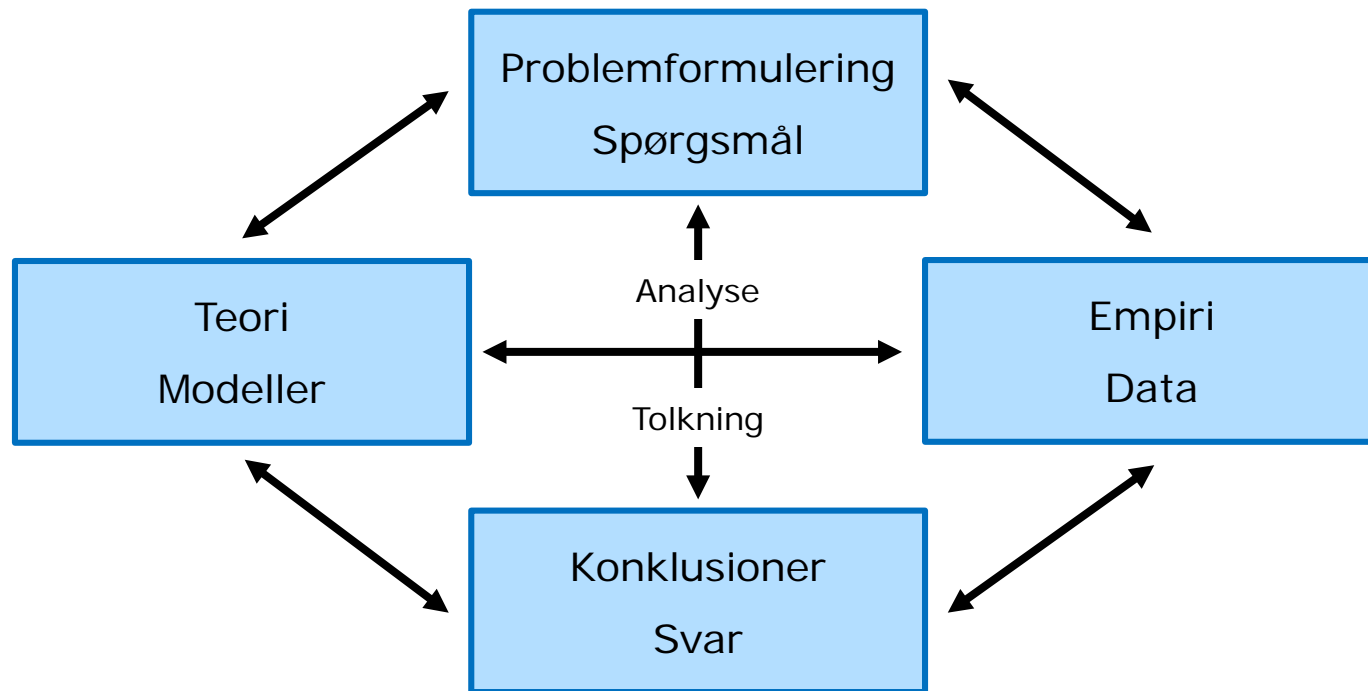 Problemformulering
Spørgsmål
Analyse
Teori
Modeller
Empiri
Data
Tolkning
Konklusioner
Svar